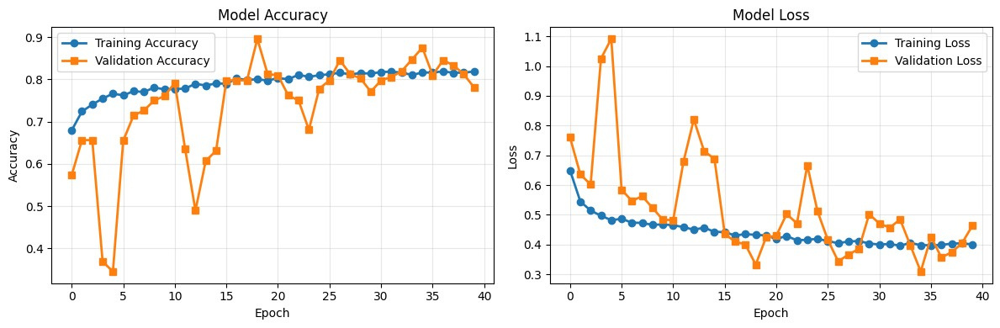 Model Accuracy
Training Accuracy
Validation Accuracy
Accuracy
0.9
0.8
0.7
0.6
0.5
0.4
0 5 10 15 20 25 30 35 40
Epoch
Model Loss
Training Loss
Validation Loss
Loss
1.1
1.0
0.9
0.8
0.7
0.6
0.5
0.4
0.3
0 5 10 15 20 25 30 35 40
Epoch